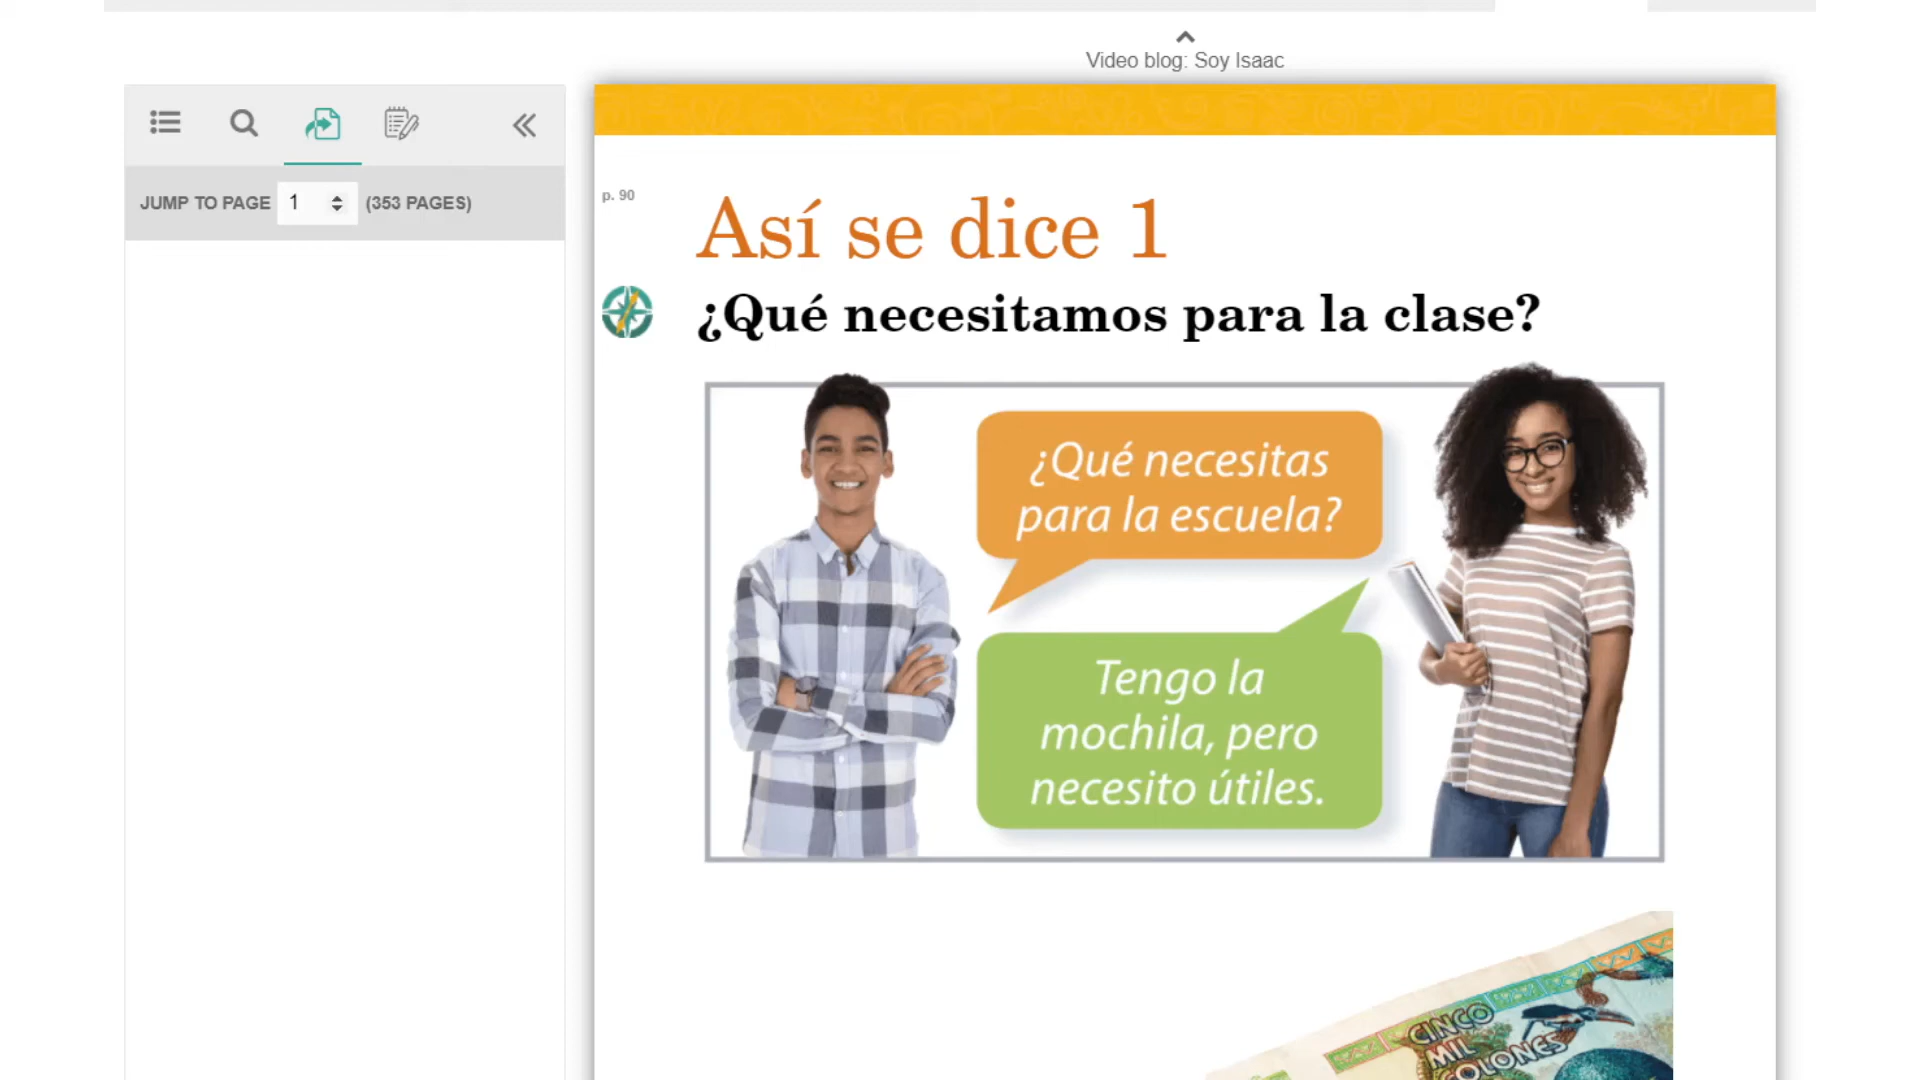 Video blog: Soy Isaac
JUMP TO PAGE 1 (353 PAGES)
p. 90
Así se dice 1
¿Qué necesitamos para la clase?
¿Qué necesitas
para la escuela?
Tengo la
mochila, pero
necesito útiles.
CINCO
MIL
COLONES